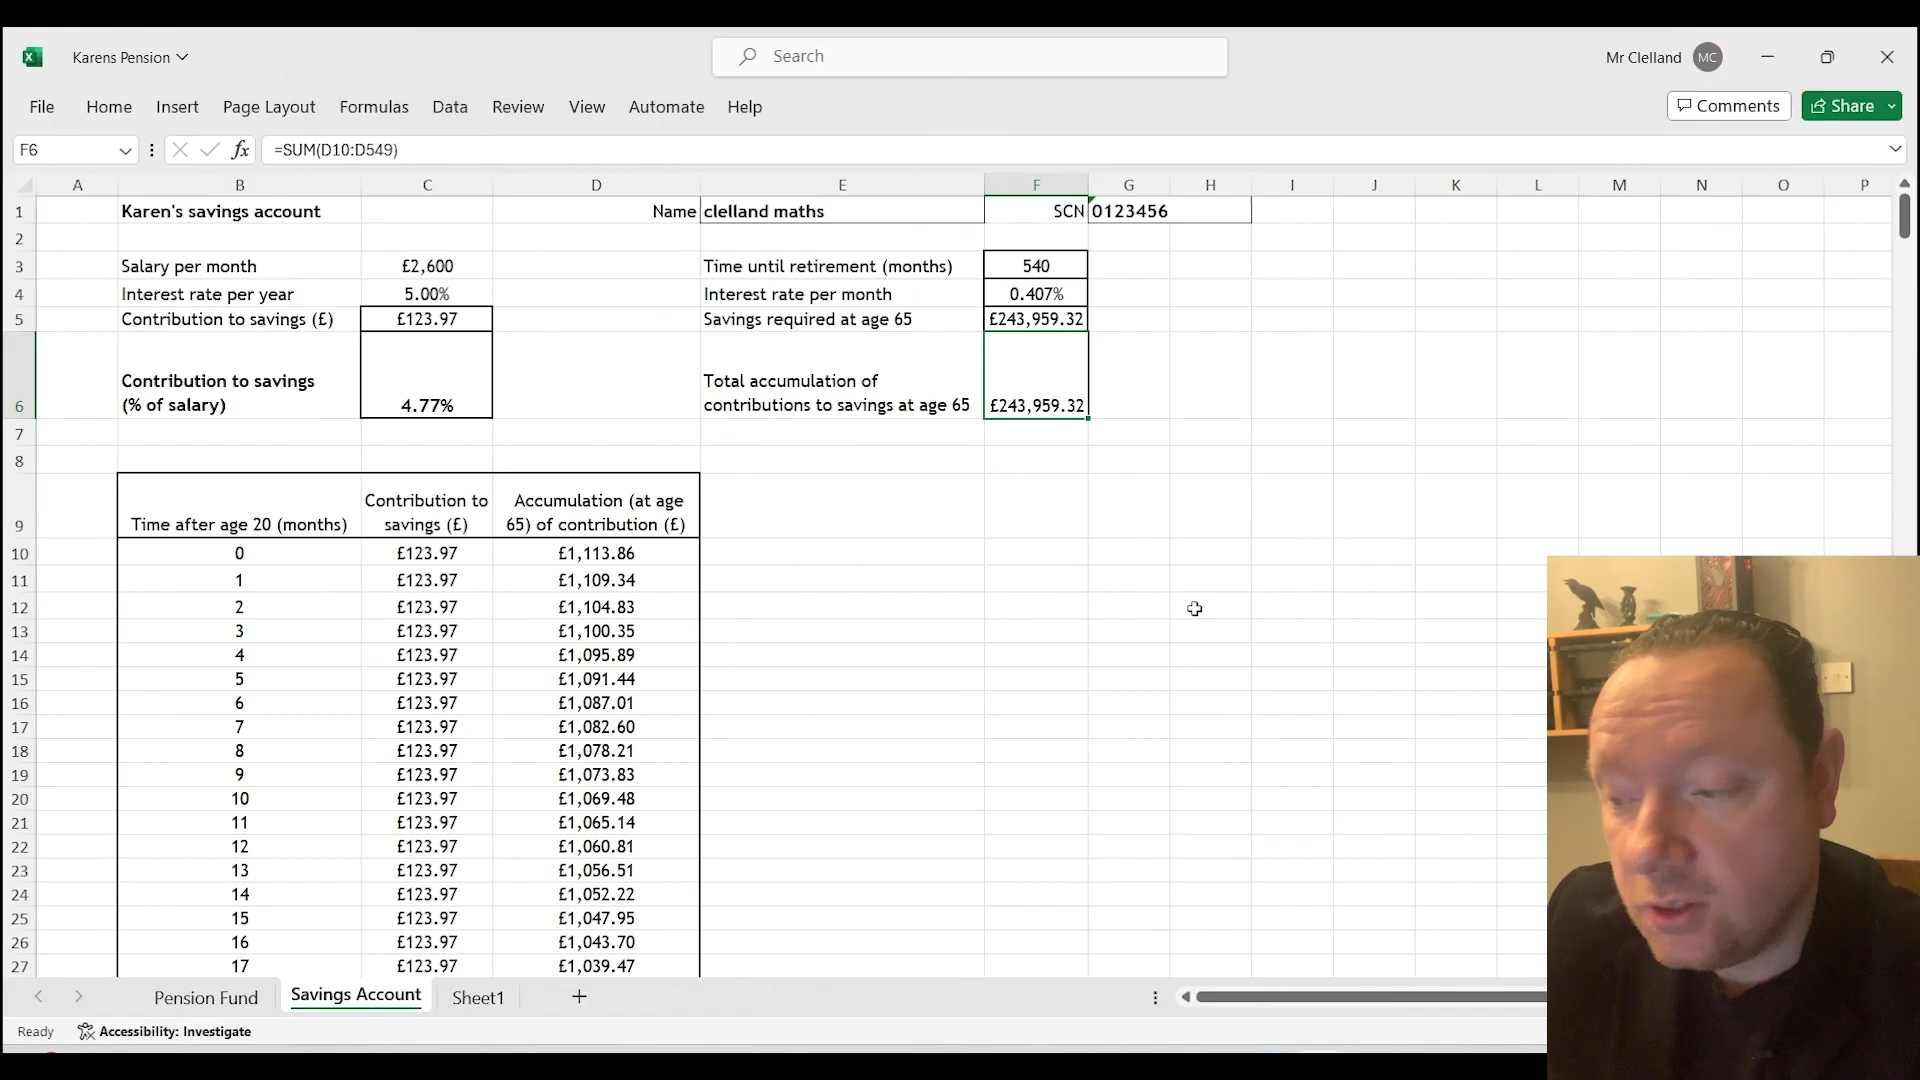 Karens Pension
Search
Mr Clelland MC
File Home Insert Page Layout Formulas Data Review View Automate Help
Comments Share
F6 fx =SUM(D10:D549)
A B C D E F G H I J K L M N O P
1 Karen's savings account Name clelland maths SCN 0123456
2
3 Salary per month £2,600 Time until retirement (months) 540
4 Interest rate per year 5.00% Interest rate per month 0.407%
5 Contribution to savings (£) £123.97 Savings required at age 65 £243,959.32
Contribution to savings Total accumulation of
6 (% of salary) 4.77% contributions to savings at age 65 £243,959.32
7
8
Contribution to Accumulation (at age
9 Time after age 20 (months) savings (£) 65) of contribution (£)
10 0 £123.97 £1,113.86
11 1 £123.97 £1,109.34
12 2 £123.97 £1,104.83
13 3 £123.97 £1,100.35
14 4 £123.97 £1,095.89
15 5 £123.97 £1,091.44
16 6 £123.97 £1,087.01
17 7 £123.97 £1,082.60
18 8 £123.97 £1,078.21
19 9 £123.97 £1,073.83
20 10 £123.97 £1,069.48
21 11 £123.97 £1,065.14
22 12 £123.97 £1,060.81
23 13 £123.97 £1,056.51
24 14 £123.97 £1,052.22
25 15 £123.97 £1,047.95
26 16 £123.97 £1,043.70
27 17 £123.97 £1,039.47
Pension Fund Savings Account Sheet1
Ready Accessibility: Investigate